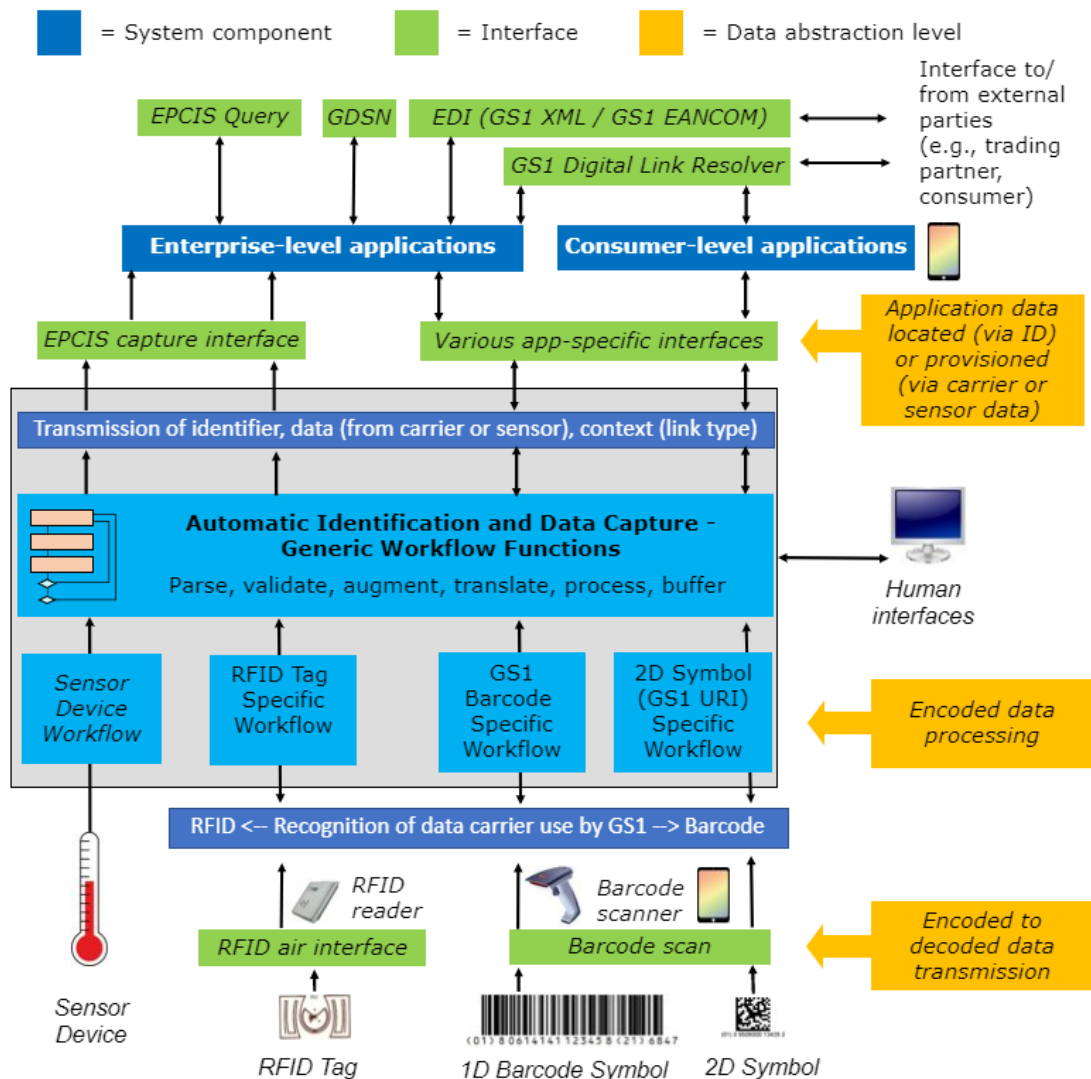 = System component
= Interface
= Data abstraction level
EPCIS Query
GDSN
EDI (GS1 XML / GS1 EANCOM)
Interface to/
from external
parties
(e.g., trading
partner,
consumer)
GS1 Digital Link Resolver
Enterprise-level applications
Consumer-level applications
EPCIS capture interface
Various app-specific interfaces
Application data
located (via ID)
or provisioned
(via carrier or
sensor data)
Transmission of identifier, data (from carrier or sensor), context (link type)
Automatic Identification and Data Capture -
Generic Workflow Functions
Parse, validate, augment, translate, process, buffer
Human
interfaces
Sensor
Device
Workflow
RFID Tag
Specific
Workflow
GS1
Barcode
Specific
Workflow
2D Symbol
(GS1 URI)
Specific
Workflow
Encoded data
processing
RFID <-- Recognition of data carrier use by GS1 --> Barcode
RFID
reader
Barcode
scanner
RFID air interface
Barcode scan
Encoded to
decoded data
transmission
Sensor
Device
RFID Tag
(01) 80614141123458 (21) 6847
1D Barcode Symbol
2D Symbol